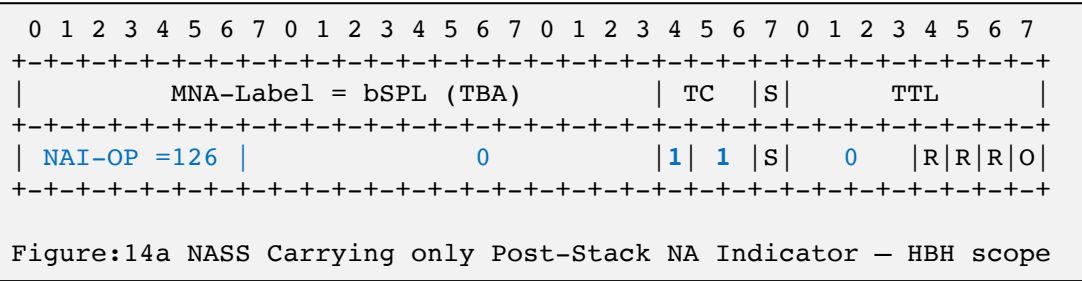 0 1 2 3 4 5 6 7 0 1 2 3 4 5 6 7 0 1 2 3 4 5 6 7 0 1 2 3 4 5 6 7
+-+-+-+-+-+-+-+-+-+-+-+-+-+-+-+-+-+-+-+-+-+-+-+-+-+-+-+-+-+-+-+-+
| MNA-Label = bSPL (TBA) | TC |S| TTL |
+-+-+-+-+-+-+-+-+-+-+-+-+-+-+-+-+-+-+-+-+-+-+-+-+-+-+-+-+-+-+-+-+
| NAI-OP =126 | 0 |1| 1 |S| 0 |R|R|R|O|
+-+-+-+-+-+-+-+-+-+-+-+-+-+-+-+-+-+-+-+-+-+-+-+-+-+-+-+-+-+-+-+-+
Figure:14a NASS Carrying only Post-Stack NA Indicator – HBH scope